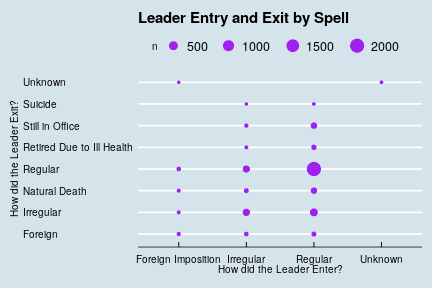 Leader Entry and Exit by Spell
n 500 1000 1500 2000
How did the Leader Exit?
Unknown
Suicide
Still in Office
Retired Due to Ill Health
Regular
Natural Death
Irregular
Foreign
Foreign Imposition Irregular Regular Unknown
How did the Leader Enter?